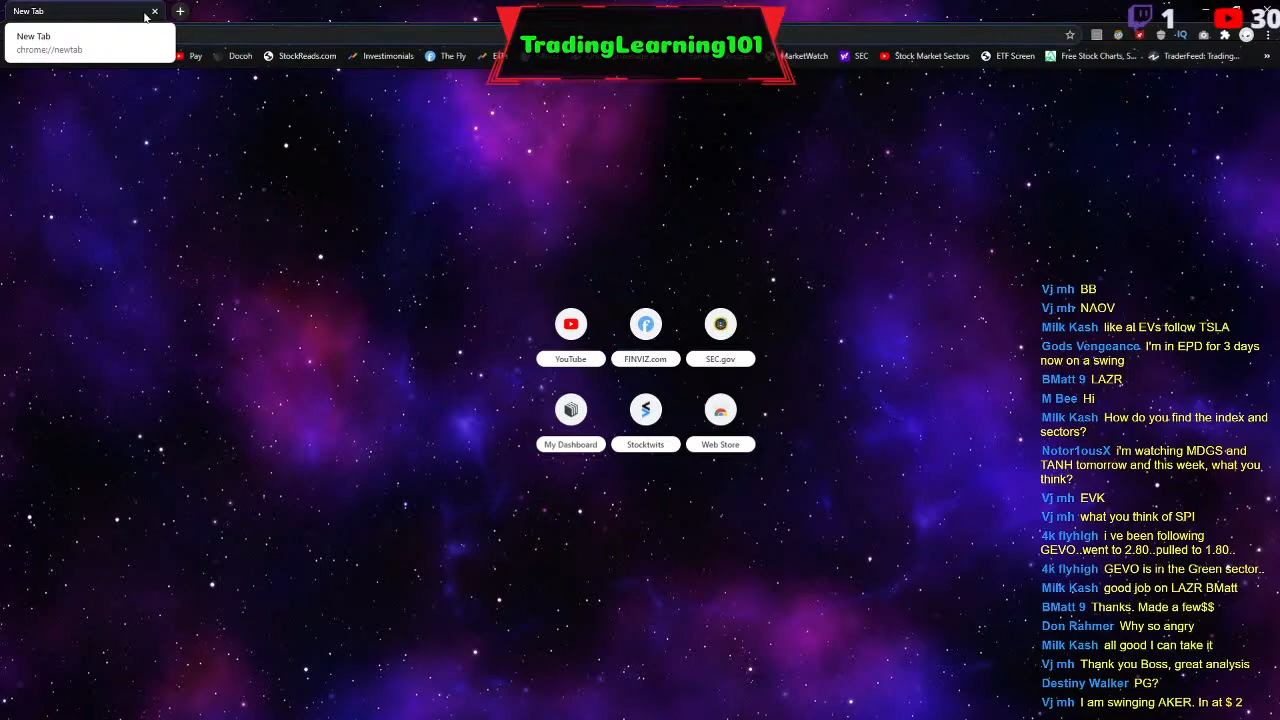 New Tab
1
30
New Tab
chrome://newtab
TradingLearning101
Pay
Docoh
StockReads.com
Investimonials
The Fly
MarketWatch
SEC
Stock Market Sectors
ETF Screen
Free Stock Charts, S...
TraderFeed: Trading...
»
YouTube
FINVIZ.com
SEC.gov
My Dashboard
Stocktwits
Web Store
Vj mh BB
Vj mh NAOV
Milk Kash like al EVs follow TSLA
Gods Vengeance I'm in EPD for 3 days
now on a swing
BMatt 9 LAZR
M Bee Hi
Milk Kash How do you find the index and
sectors?
Notor1ousX i'm watching MDGS and
TANH tomorrow and this week, what you
think?
Vj mh EVK
Vj mh what you think of SPI
4k flyhigh i ve been following
GEVO..went to 2.80..pulled to 1.80..
4k flyhigh GEVO is in the Green sector..
Milk Kash good job on LAZR BMatt
BMatt 9 Thanks. Made a few$$
Don Rahmer Why so angry
Milk Kash all good I can take it
Vj mh Thank you Boss, great analysis
Destiny Walker PG?
Vj mh I am swinging AKER. In at $ 2